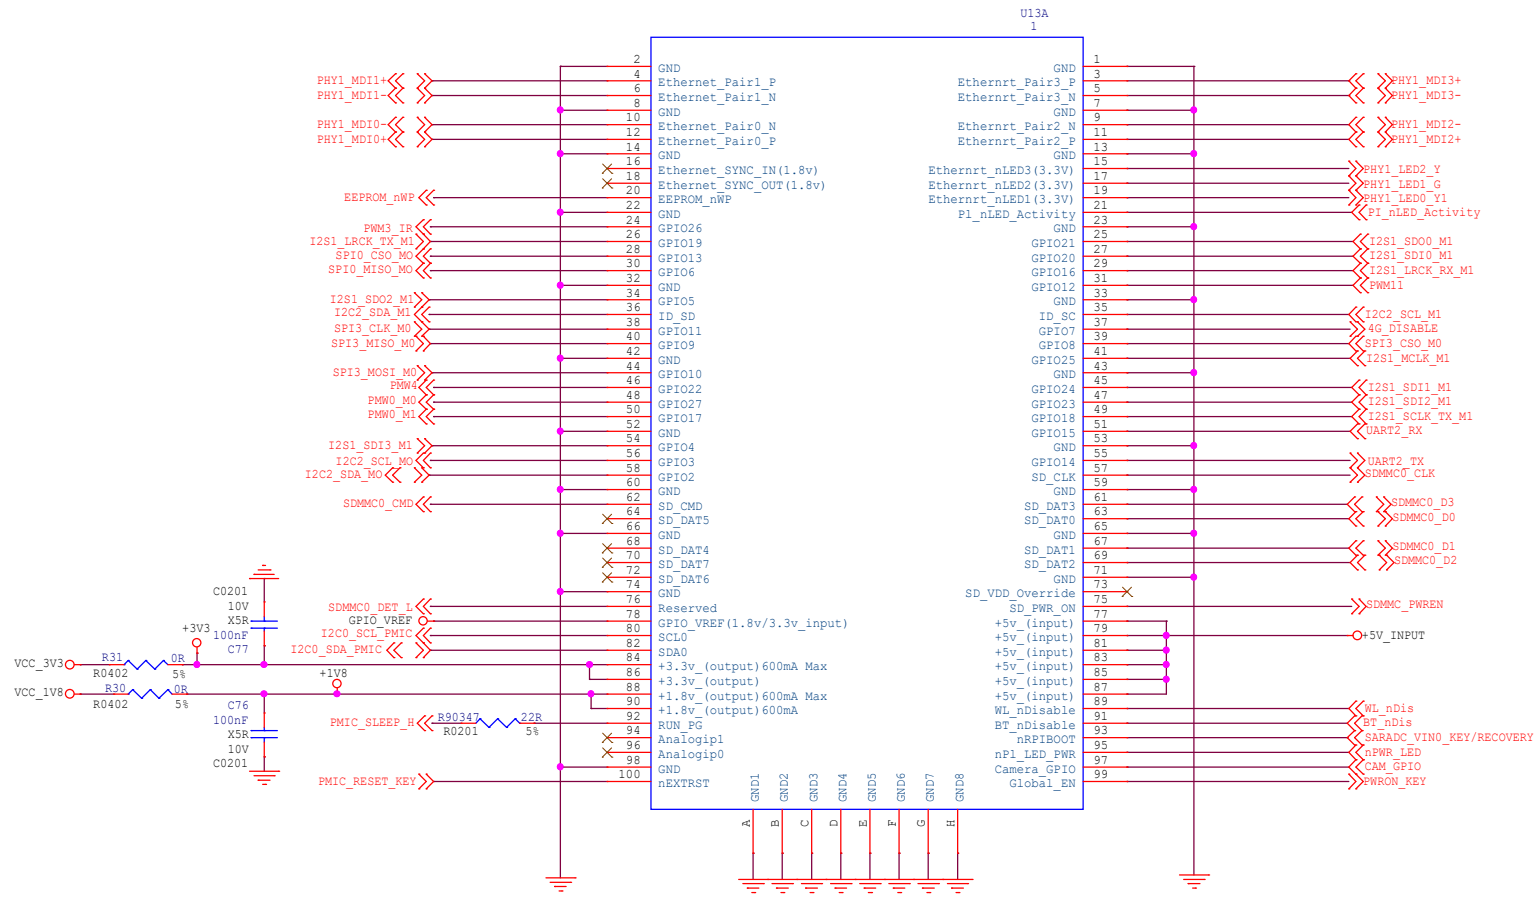 U13A
1
2 GND GND 1
PHY1_MDI1+ 4 Ethernet_Pair1_P Ethernrt_Pair3_P 3 PHY1_MDI3+
PHY1_MDI1- 6 Ethernet_Pair1_N Ethernrt_Pair3_N 5 PHY1_MDI3-
8 GND GND 7
PHY1_MDI0- 10 Ethernet_Pair0_N Ethernrt_Pair2_N 9 PHY1_MDI2-
PHY1_MDI0+ 12 Ethernet_Pair0_P Ethernrt_Pair2_P 11 PHY1_MDI2+
14 GND GND 13
16 Ethernet_SYNC_IN(1.8v) Ethernrt_nLED3(3.3V) 15 PHY1_LED2_Y
18 Ethernet_SYNC_OUT(1.8v) Ethernrt_nLED2(3.3V) 17 PHY1_LED1_G
EEPROM_nWP 20 EEPROM_nWP Ethernrt_nLED1(3.3V) 19 PHY1_LED0_Y1
22 GND P1_nLED_Activity 21 PI_nLED_Activity
PWM3_IR 24 GPIO26 GND 23
I2S1_LRCK_TX_M1 26 GPIO19 GPIO21 25 I2S1_SDO0_M1
SPI0_CSO_MO 28 GPIO13 GPIO20 27 I2S1_SDI0_M1
SPI0_MISO_MO 30 GPIO6 GPIO16 29 I2S1_LRCK_RX_M1
32 GND GPIO12 31 PWM11
I2S1_SDO2_M1 34 GPIO5 GND 33
I2C2_SDA_M1 36 ID_SD ID_SC 35 I2C2_SCL_M1
SPI3_CLK_M0 38 GPIO11 GPIO7 37 4G_DISABLE
SPI3_MISO_M0 40 GPIO9 GPIO8 39 SPI3_CSO_M0
42 GND GPIO25 41 I2S1_MCLK_M1
SPI3_MOSI_M0 44 GPIO10 GND 43
PMW4 46 GPIO22 GPIO24 45 I2S1_SDI1_M1
PMW0_M0 48 GPIO27 GPIO23 47 I2S1_SDI2_M1
PMW0_M1 50 GPIO17 GPIO18 49 I2S1_SCLK_TX_M1
52 GND GPIO15 51 UART2_RX
I2S1_SDI3_M1 54 GPIO4 GND 53
I2C2_SCL_MO 56 GPIO3 GPIO14 55 UART2_TX
I2C2_SDA_MO 58 GPIO2 SD_CLK 57 SDMMC0_CLK
60 GND GND 59
SDMMC0_CMD 62 SD_CMD SD_DAT3 61 SDMMC0_D3
64 SD_DAT5 SD_DAT0 63 SDMMC0_D0
66 GND GND 65
68 SD_DAT4 SD_DAT1 67 SDMMC0_D1
70 SD_DAT7 SD_DAT2 69 SDMMC0_D2
72 SD_DAT6 GND 71
74 GND SD_VDD_Override 73
SDMMC0_DET_L 76 Reserved SD_PWR_ON 75 SDMMC_PWREN
GPIO_VREF 78 GPIO_VREF(1.8v/3.3v_input) +5v_(input) 77
I2C0_SCL_PMIC 80 SCL0 +5v_(input) 79 +5V_INPUT
I2C0_SDA_PMIC 82 SDA0 +5v_(input) 81
84 +3.3v_(output)600mA Max +5v_(input) 83
86 +3.3v_(output) +5v_(input) 85
88 +1.8v_(output)600mA Max +5v_(input) 87
90 +1.8v_(output)600mA WL_nDisable 89 WL_nDis
PMIC_SLEEP_H R90347 22R 92 RUN_PG BT_nDisable 91 BT_nDis
R0201 5%
94 Analogip1 nRPIBOOT 93 SARADC_VIN0_KEY/RECOVERY
96 Analogip0 nP1_LED_PWR 95 nPWR_LED
98 GND Camera_GPIO 97 CAM_GPIO
PMIC_RESET_KEY 100 nEXTRST Global_EN 99 PWRON_KEY
C0201
10V
X5R
100nF
C77
+3V3
VCC_3V3 R31 0R
R0402 5%
+1V8
VCC_1V8 R30 0R
R0402 5%
C76
100nF
X5R
10V
C0201
GND1 GND2 GND3 GND4 GND5 GND6 GND7 GND8
A B C D E F G H